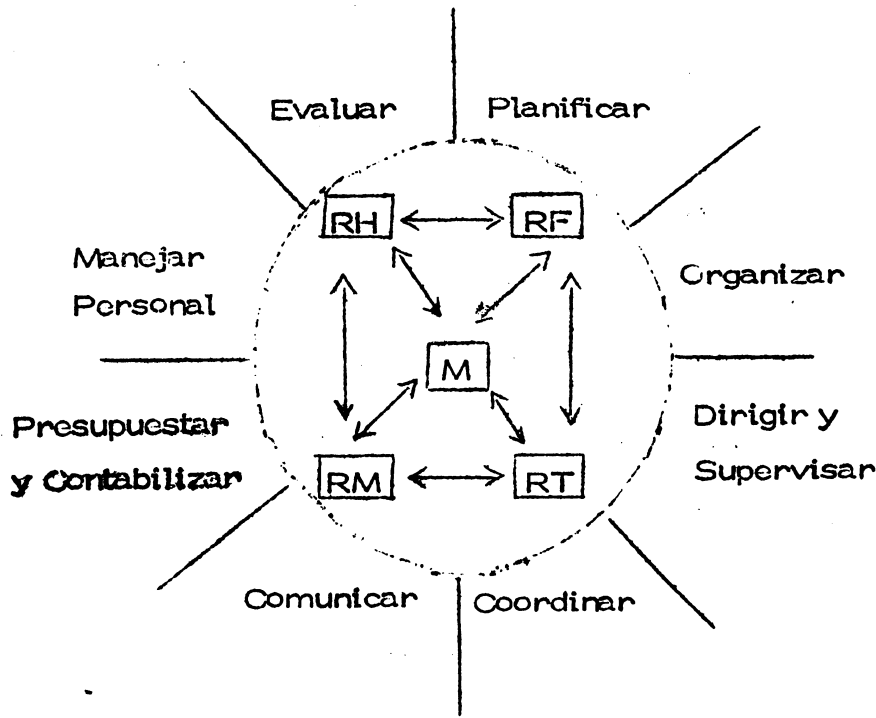 Evaluar
Planificar
RH
RF
Manejar
Personal
Organizar
M
Presupuestar
y Contabilizar
Dirigir y
Supervisar
RM
RT
Comunicar
Coordinar